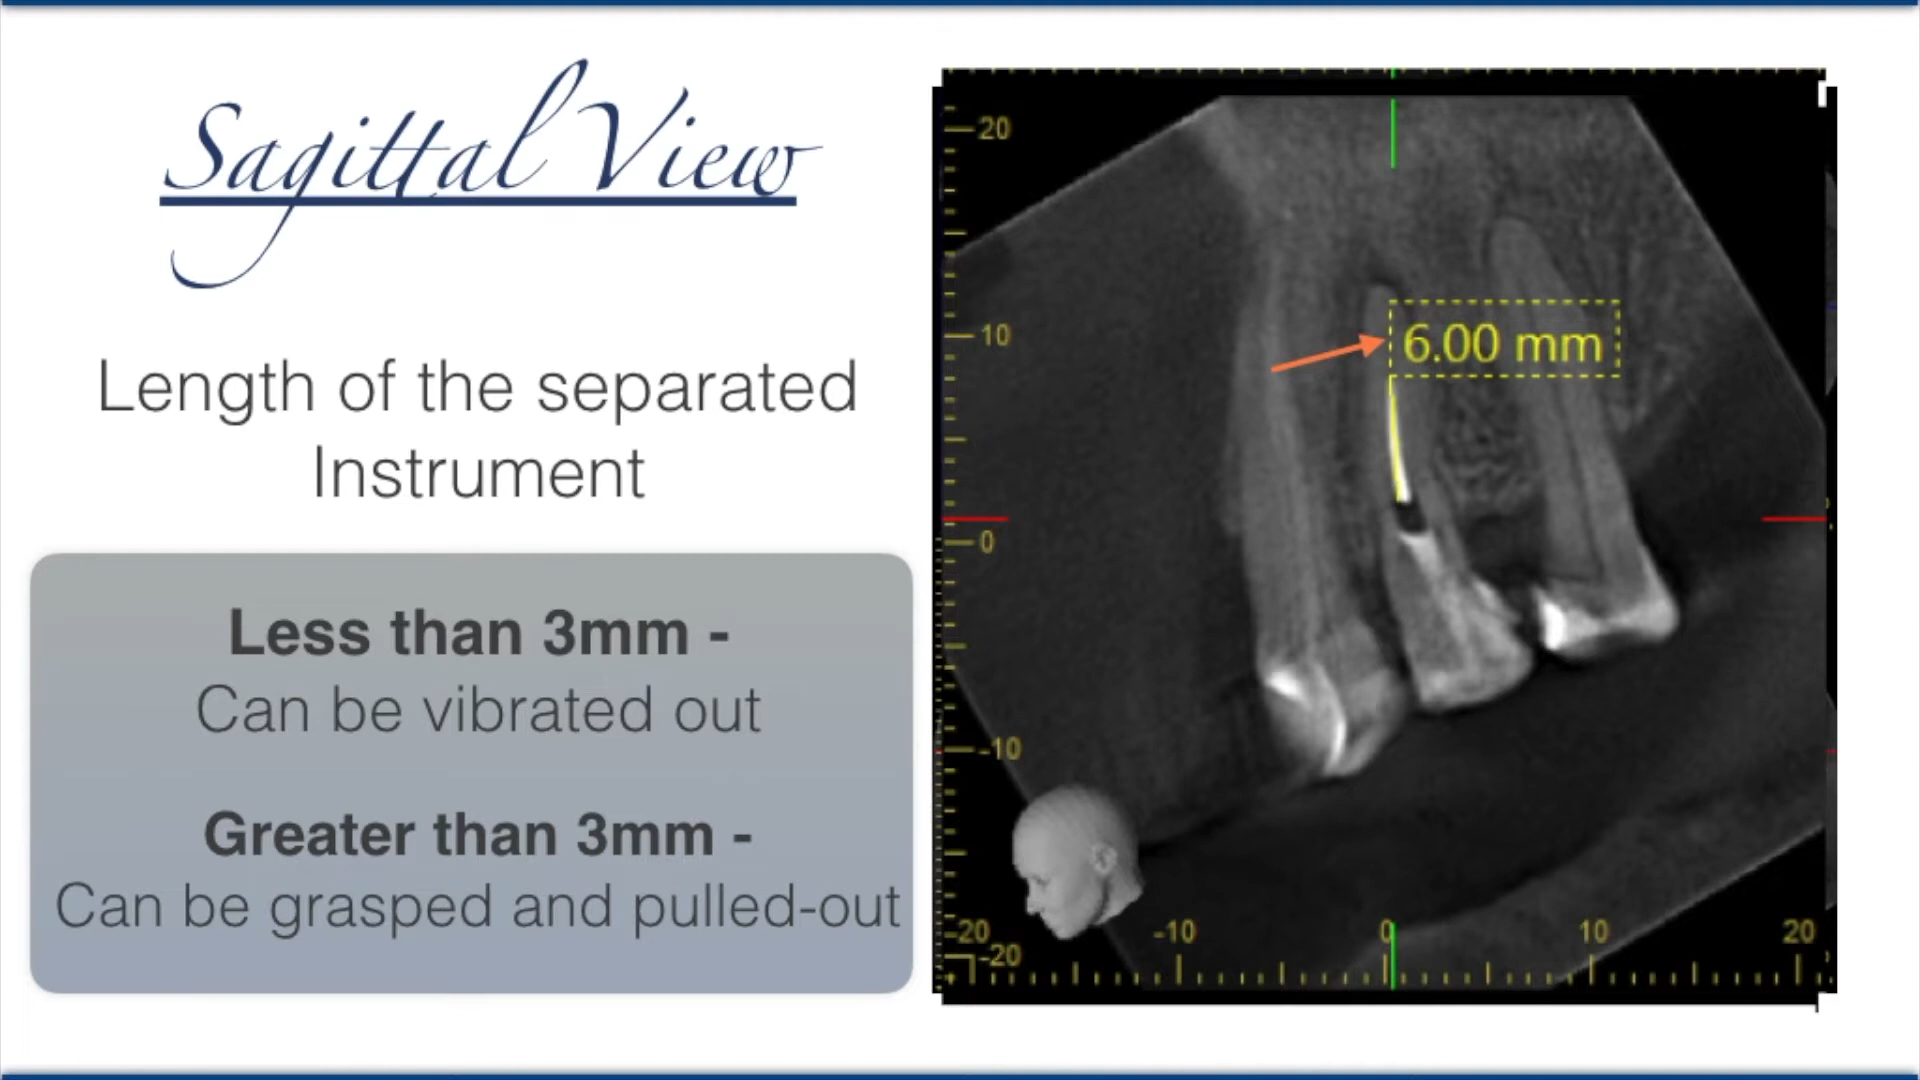 Sagittal View
Length of the separated
Instrument
Less than 3mm -
Can be vibrated out
Greater than 3mm -
Can be grasped and pulled-out
20
10
6.00 mm
0
-10
-20
-20
-10
0
10
20